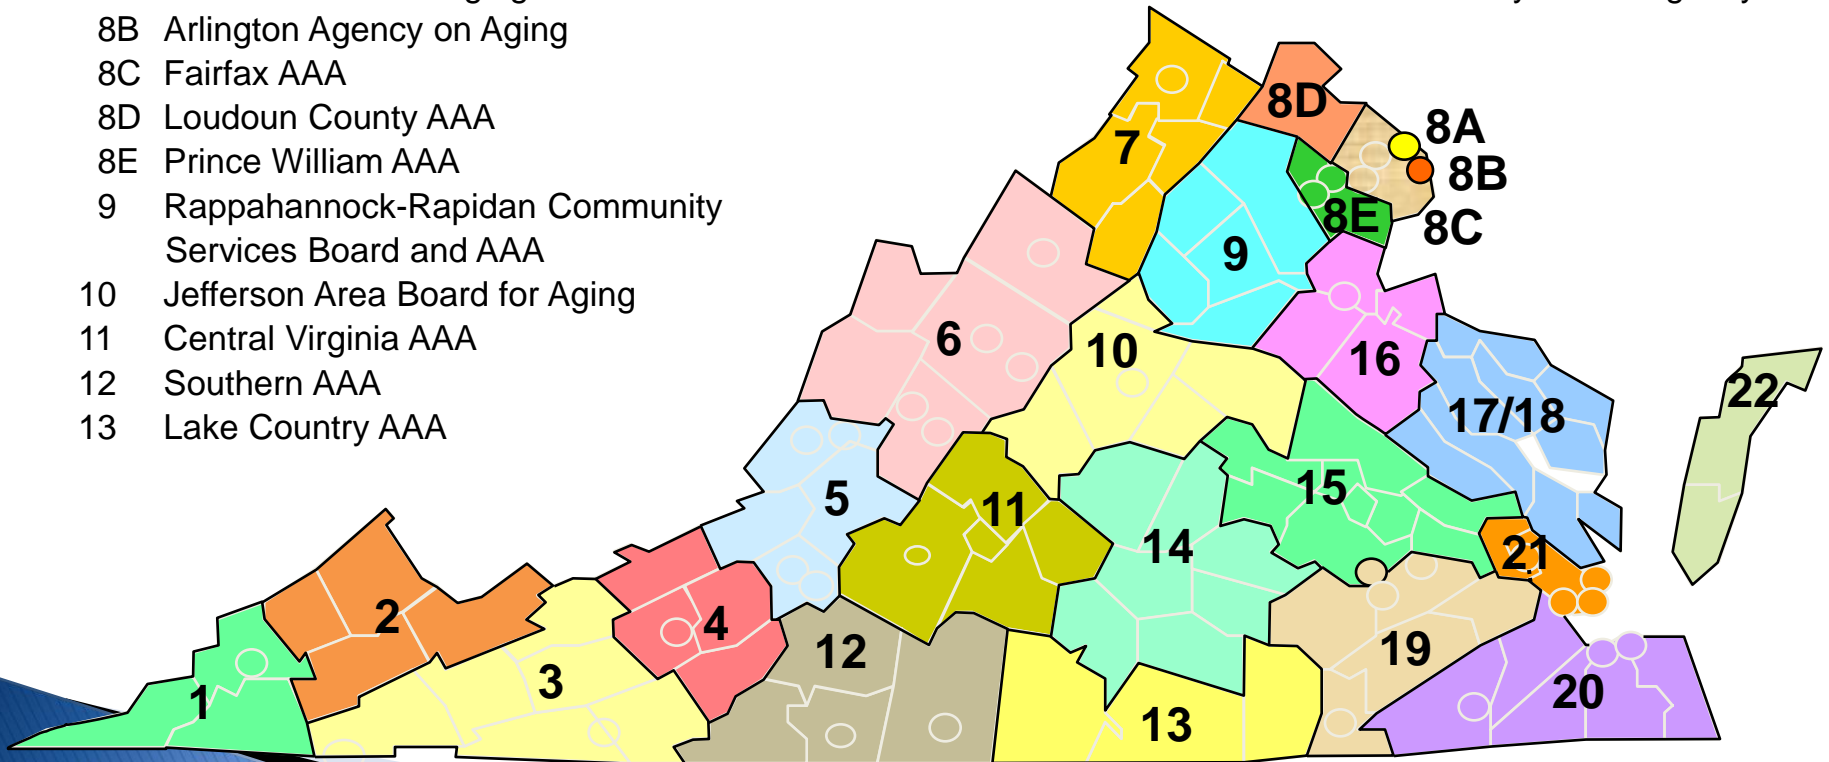 8B Arlington Agency on Aging
8C Fairfax AAA
8D Loudoun County AAA
8E Prince William AAA
9 Rappahannock-Rapidan Community
Services Board and AAA
10 Jefferson Area Board for Aging
11 Central Virginia AAA
12 Southern AAA
13 Lake Country AAA
8D
8A
7
8B
8E
8C
9
6
10
16
22
17/18
5
11
15
14
21
2
4
12
19
3
1
20
13